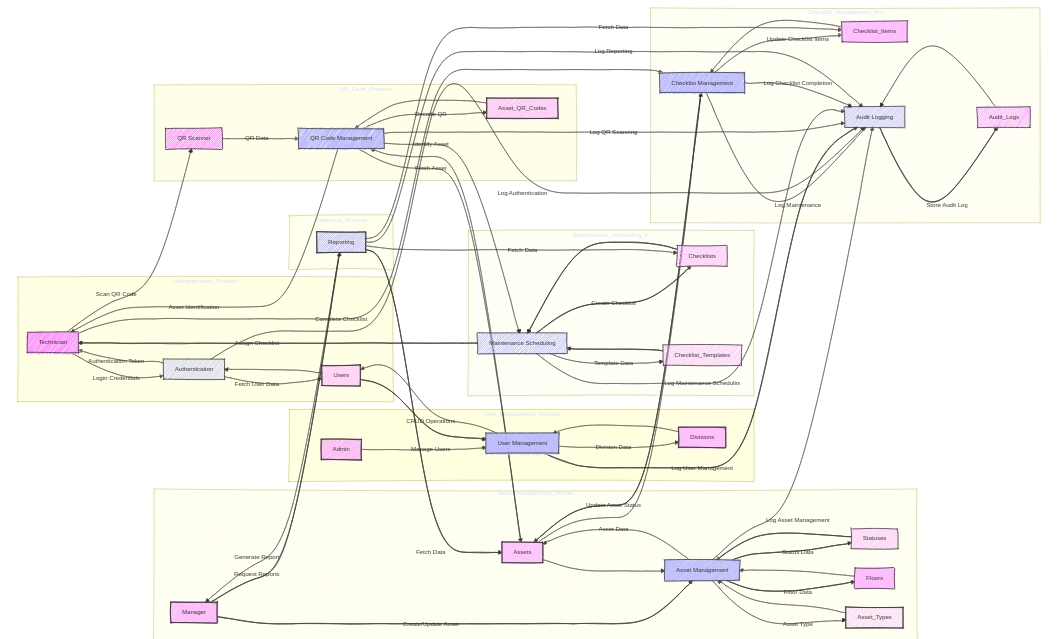 Checklist_Management_Pro
Fetch Data
Checklist_Items
Update Checklist Items
Log Reporting
Checklist Management
Log Checklist Completion
QR_Code_Process
Asset_QR_Codes
Audit Logging
Audit_Logs
QR Scanner
QR Data
QR Code Management
Log QR Scanning
Identify Asset
Fetch Asset
Log Authentication
Log Maintenance
Store Audit Log
Reporting_Process
Reporting
Maintenance_Scheduling_P
Fetch Data
Checklists
Authentication_Process
Scan QR Code
Asset Identification
Create Checklist
Complete Checklist
Technician
Assign Checklist
Maintenance Scheduling
Checklist_Templates
Authentication Token
Template Data
Authentication
Login Credentials
Fetch User Data
Users
Log Maintenance Schedulin
User_Management_Process
CRUD Operations
Admin
Manage Users
User Management
Division Data
Divisions
Log User Management
Update Asset Status
Log Asset Management
Asset Data
Statuses
Generate Report
Fetch Data
Assets
Status Data
Request Reports
Asset Management
Floors
Floor Data
Manager
Create/Update Asset
Asset Type
Asset_Types